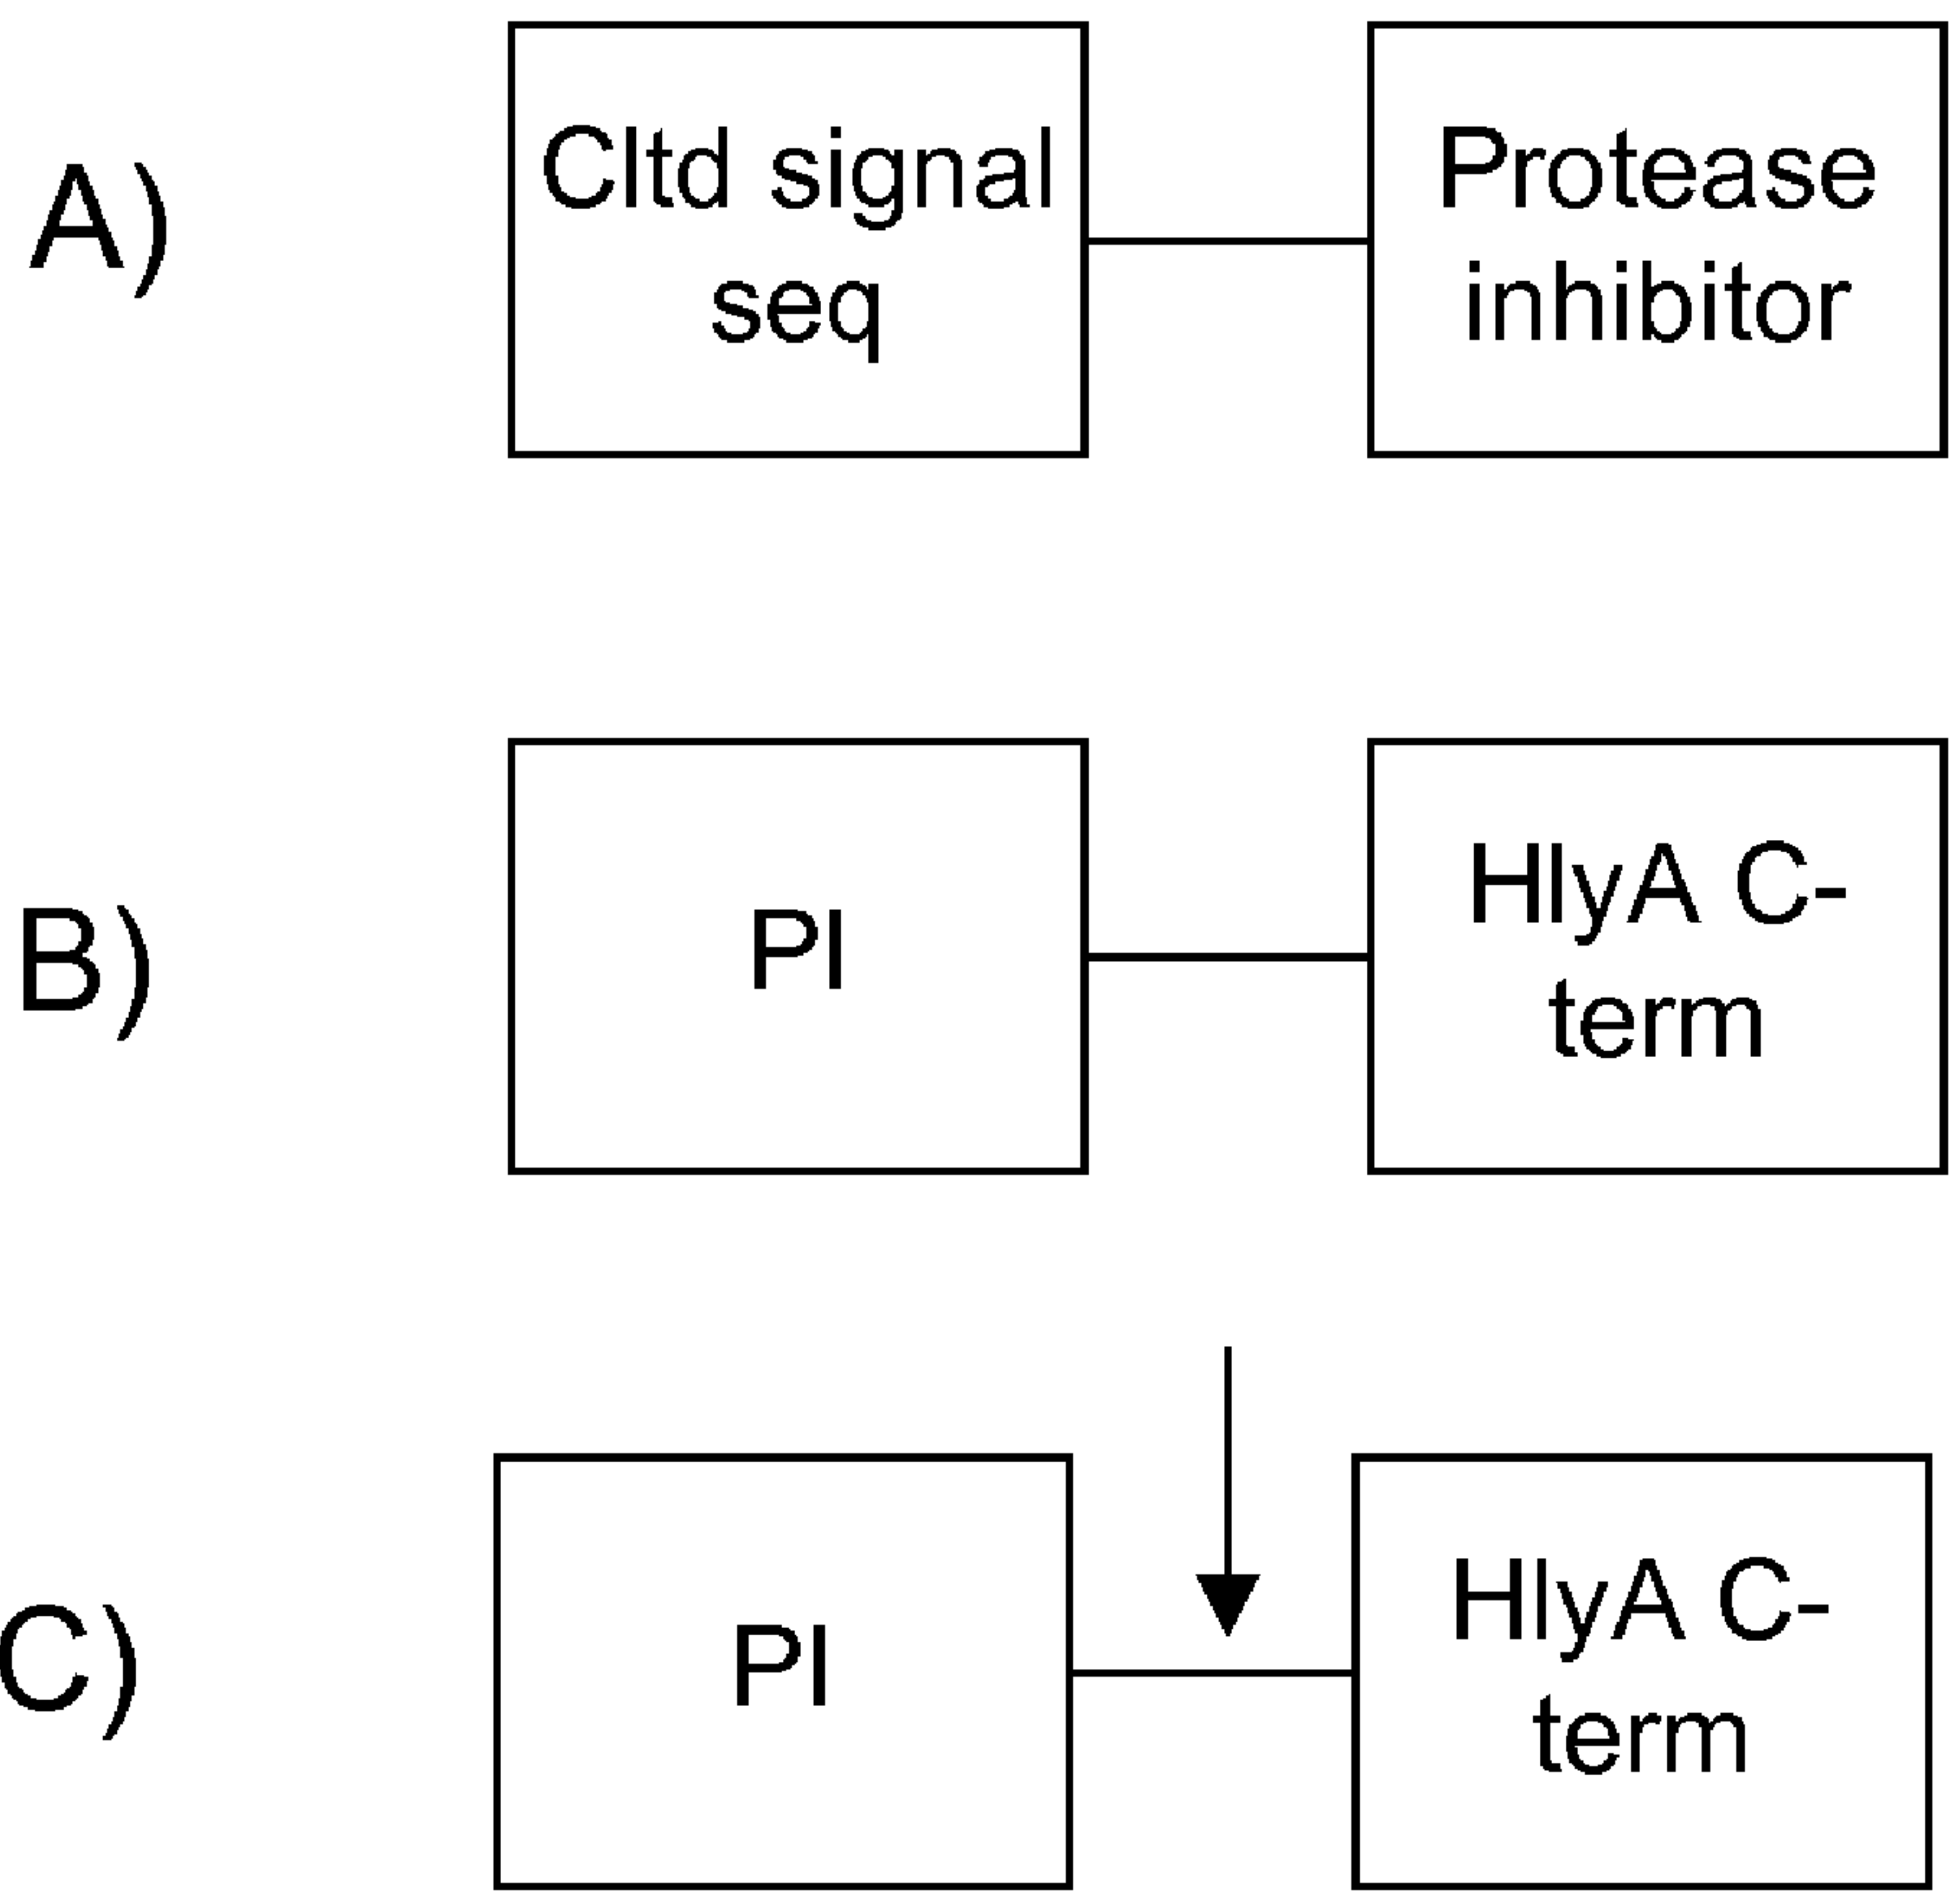 A)
Cltd signal
seq
Protease
inhibitor
B)
PI
HlyA C-
term
C)
PI
HlyA C-
term